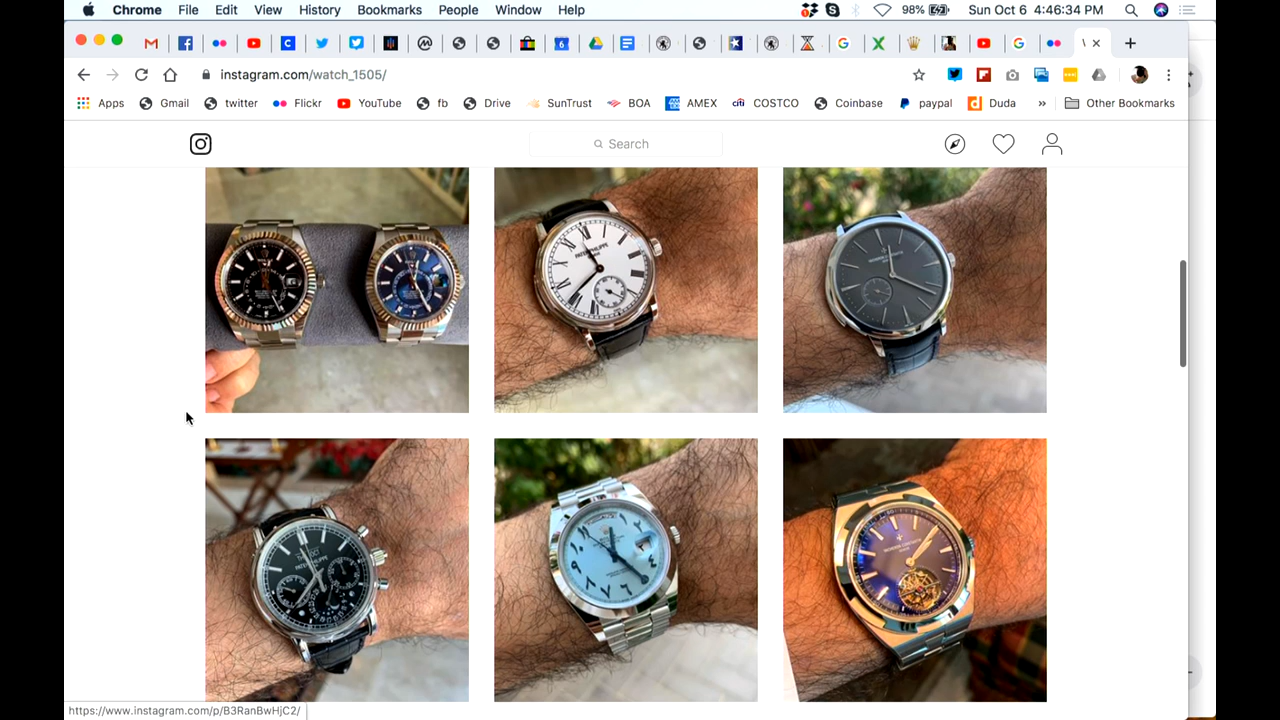 Chrome File Edit View History Bookmarks People Window Help 98% Sun Oct 6 4:46:34 PM
instagram.com/watch_1505/
Apps Gmail twitter Flickr YouTube fb Drive SunTrust BOA AMEX COSTCO Coinbase paypal Duda » Other Bookmarks
Search
PATEK PHILIPPE
PATEK PHILIPPE
https://www.instagram.com/p/B3RanBwHjC2/